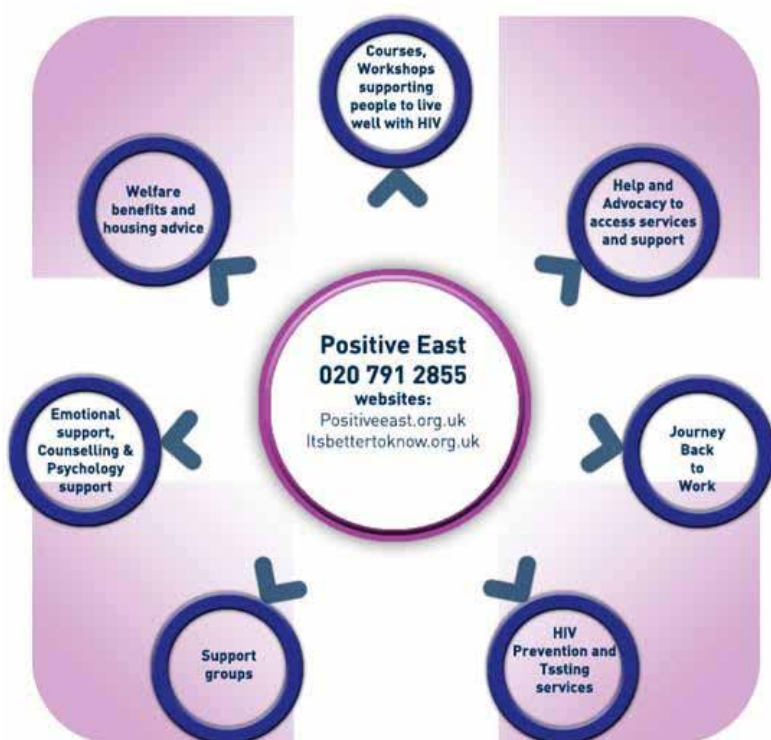 Courses,
Workshops
supporting
people to live
well with HIV
Welfare
benefits and
housing advice
Help and
Advocacy to
access services
and support
Positive East
020 791 2855
websites:
Positiveeast.org.uk
Itsbettertoknow.org.uk
Emotional
support,
Counselling &
Psychology
support
Journey
Back
to
Work
Support
groups
HIV
Prevention and
Tssting
services